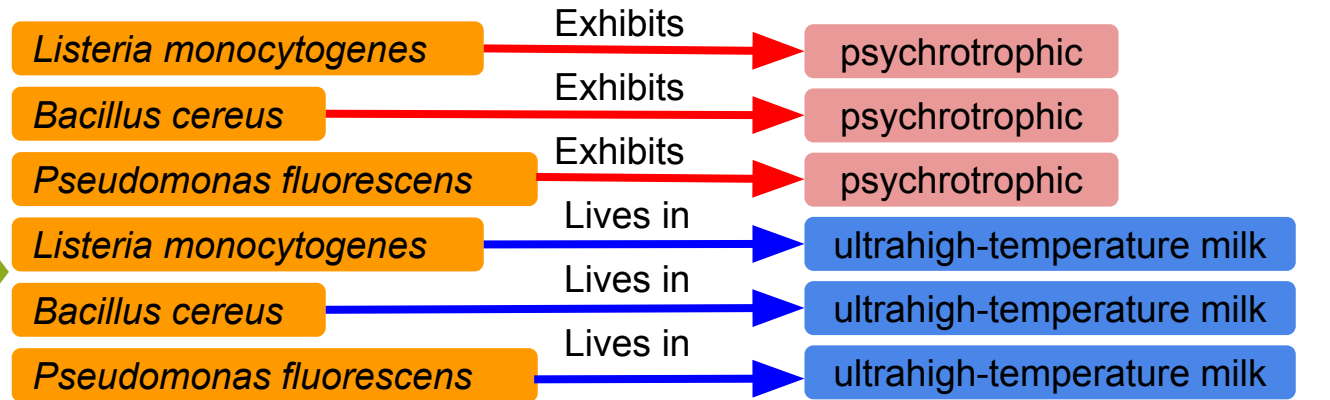 Listeria monocytogenes Exhibits psychrotrophic
Bacillus cereus Exhibits psychrotrophic
Pseudomonas fluorescens Exhibits psychrotrophic
Listeria monocytogenes Lives in ultrahigh-temperature milk
Bacillus cereus Lives in ultrahigh-temperature milk
Pseudomonas fluorescens Lives in ultrahigh-temperature milk